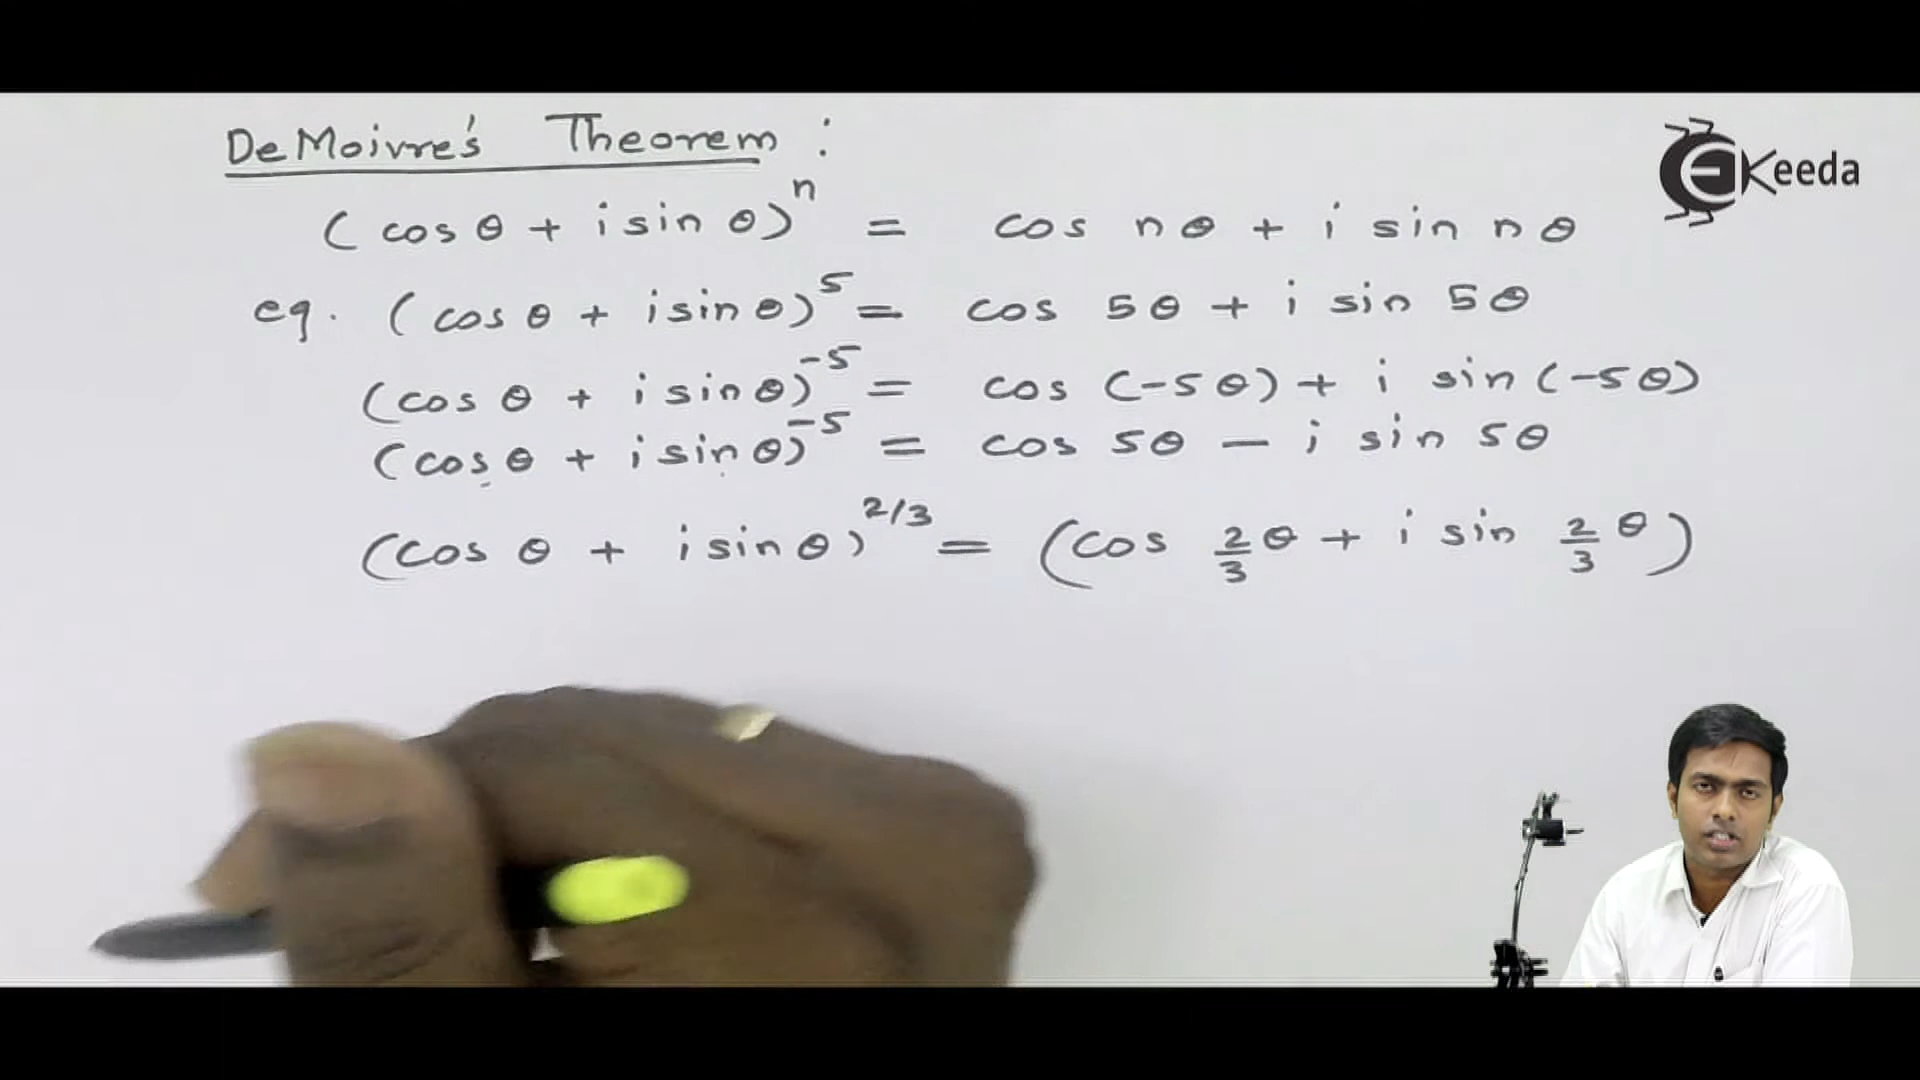 De Moivre's Theorem :
EKeeda
(cos θ + i sin θ)^n = cos nθ + i sin nθ
eg. (cos θ + i sin θ)^5 = cos 5θ + i sin 5θ
(cos θ + i sin θ)^-5 = cos (-5θ) + i sin (-5θ)
(cos θ + i sin θ)^-5 = cos 5θ - i sin 5θ
(cos θ + i sin θ)^2/3 = (cos 2/3 θ + i sin 2/3 θ)